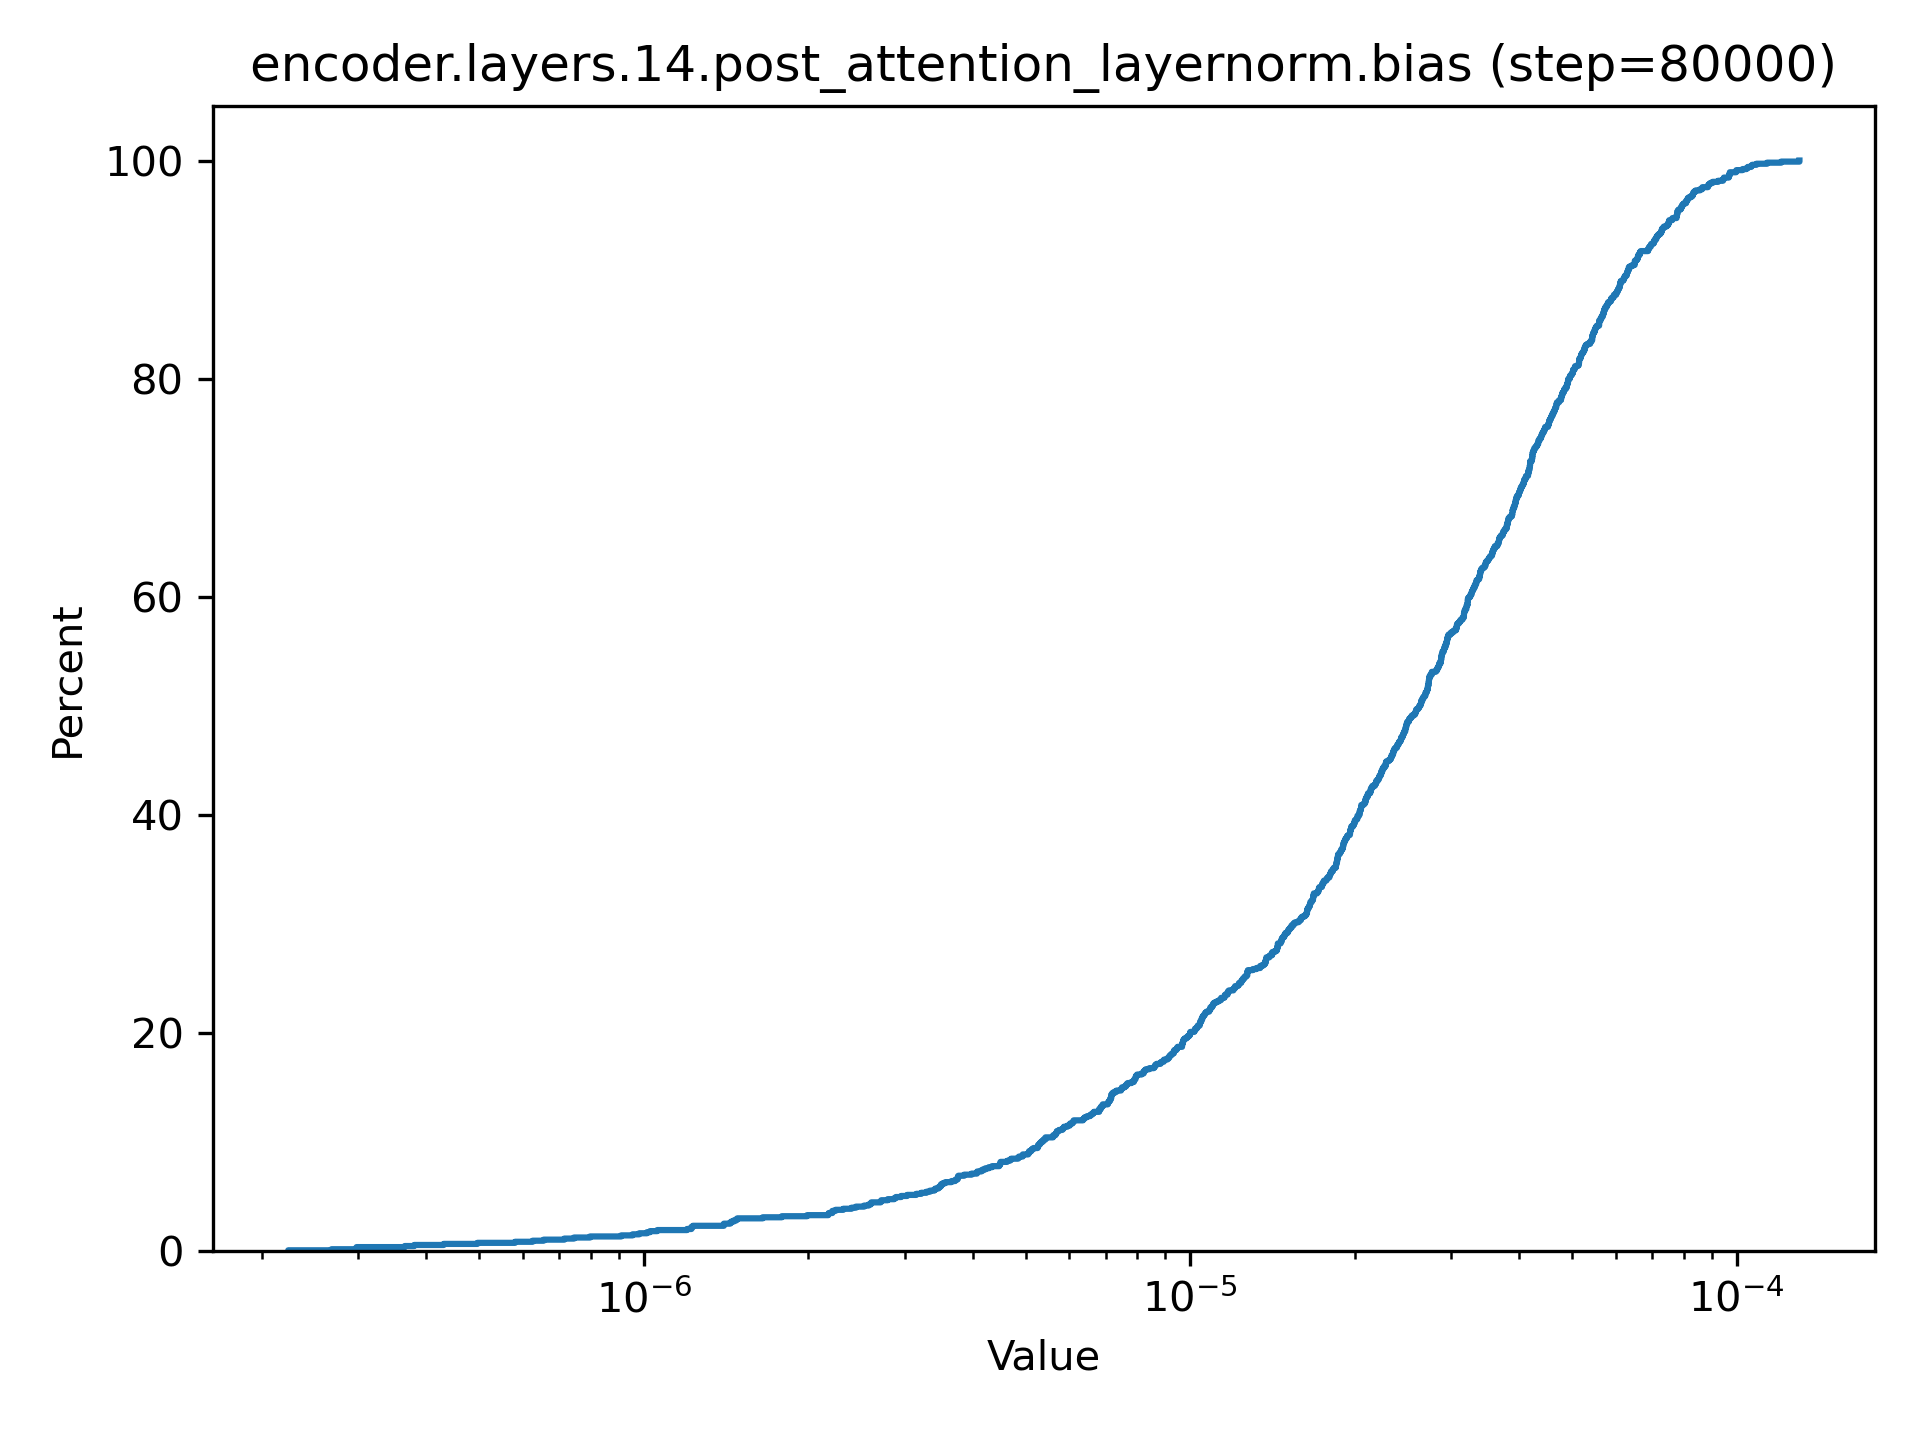 encoder.layers.14.post_attention_layernorm.bias (step=80000)
100
80
60
40
20
0
Percent
10⁻⁶ 10⁻⁵ 10⁻⁴
Value